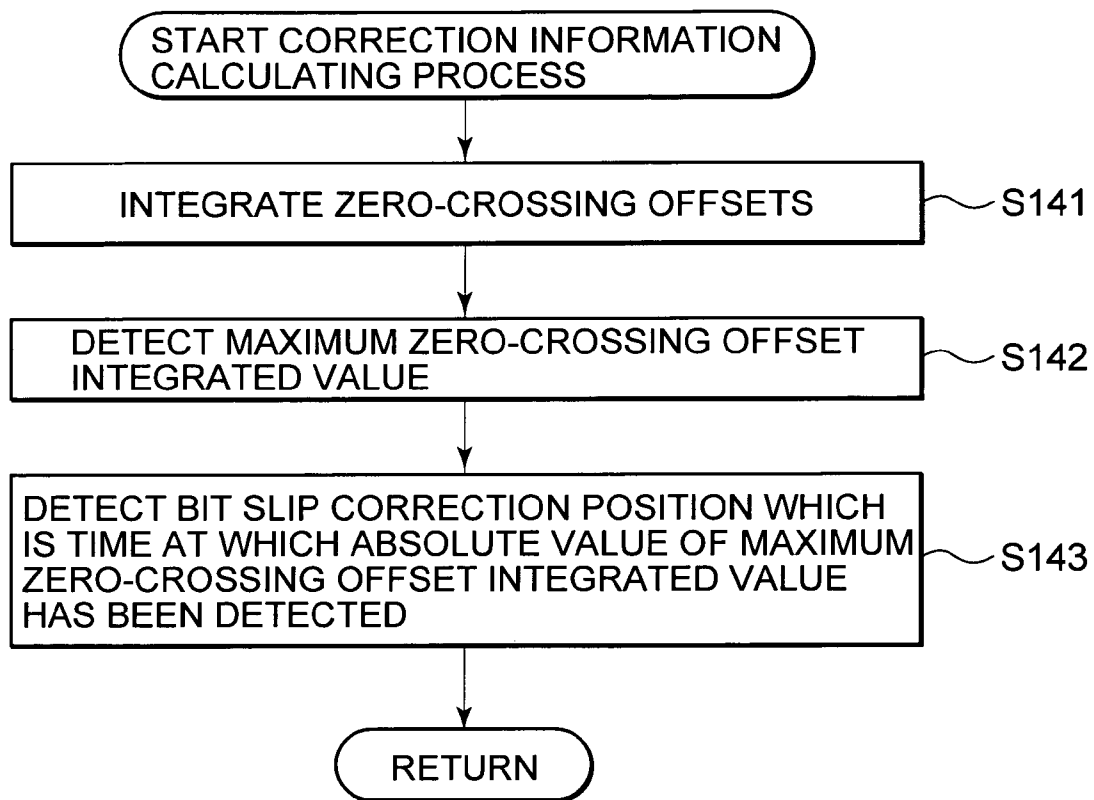 START CORRECTION INFORMATION
CALCULATING PROCESS
INTEGRATE ZERO-CROSSING OFFSETS
S141
DETECT MAXIMUM ZERO-CROSSING OFFSET
INTEGRATED VALUE
S142
DETECT BIT SLIP CORRECTION POSITION WHICH
IS TIME AT WHICH ABSOLUTE VALUE OF MAXIMUM
ZERO-CROSSING OFFSET INTEGRATED VALUE
HAS BEEN DETECTED
S143
RETURN